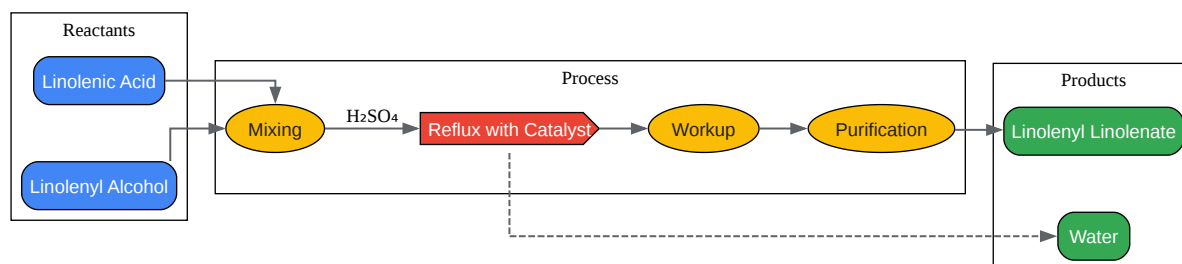 Reactants
Linolenic Acid
Linolenyl Alcohol
Process
Mixing
H₂SO₄
Reflux with Catalyst
Workup
Purification
Products
Linolenyl Linolenate
Water